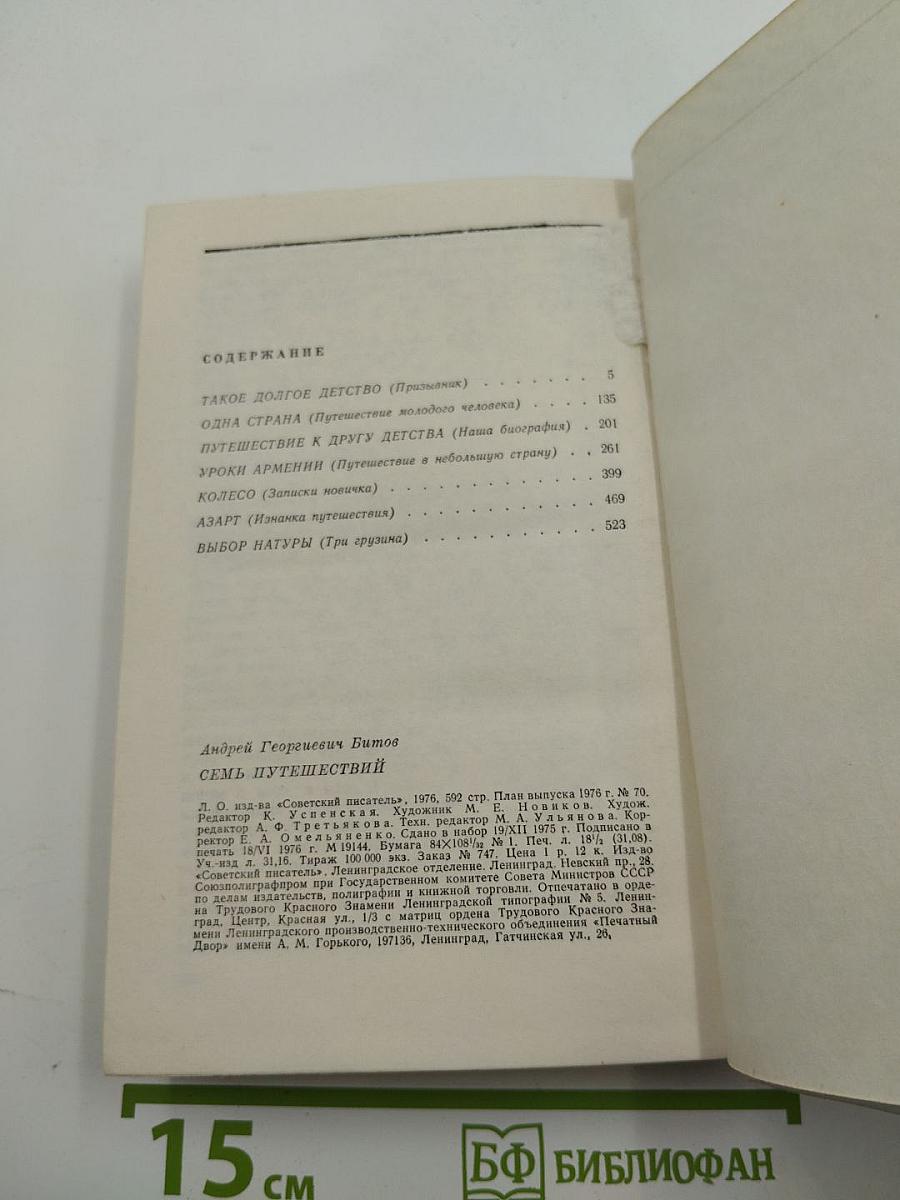 СОДЕРЖАНИЕ
ТАКОЕ ДОЛГОЕ ДЕТСТВО (Призывник) . . . . . . . 5
ОДНА СТРАНА (Путешествие молодого человека) . . . . 135
ПУТЕШЕСТВИЕ К ДРУГУ ДЕТСТВА (Наша биография) . 201
УРОКИ АРМЕНИИ (Путешествие в небольшую страну) . . 261
КОЛЕСО (Записки новичка) . . . . . . . . . . . 399
АЗАРТ (Изнанка путешествия) . . . . . . . . . . 469
ВЫБОР НАТУРЫ (Три грузина) . . . . . . . . . . 523
Андрей Георгиевич Битов
СЕМЬ ПУТЕШЕСТВИЙ
Л. О. изд-ва «Советский писатель», 1976, 592 стр. План выпуска 1976 г. № 70.
Редактор К. Успенская. Художник М. Е. Новиков. Худож.
редактор А. Ф. Третьякова. Техн. редактор М. А. Ульянова. Кор-
ректор Е. А. Омельяненко. Сдано в набор 19/XII 1975 г. Подписано в
печать 18/VI 1976 г. М 19144. Бумага 84×108¹/₃₂ № 1. Печ. л. 18¹/₂ (31,08).
Уч.-изд л. 31,16. Тираж 100 000 экз. Заказ № 747. Цена 1 р. 12 к. Изд-во
«Советский писатель». Ленинградское отделение. Ленинград. Невский пр., 28.
Союзполиграфпром при Государственном комитете Совета Министров СССР
по делам издательств, полиграфии и книжной торговли. Отпечатано в орде-
на Трудового Красного Знамени Ленинградской типографии № 5. Ленин-
град, Центр, Красная ул., 1/3 с матриц ордена Трудового Красного Зна-
мени Ленинградского производственно-технического объединения «Печатный
Двор» имени А. М. Горького, 197136, Ленинград, Гатчинская ул., 26.
15 см
БФ БИБЛИОФАН